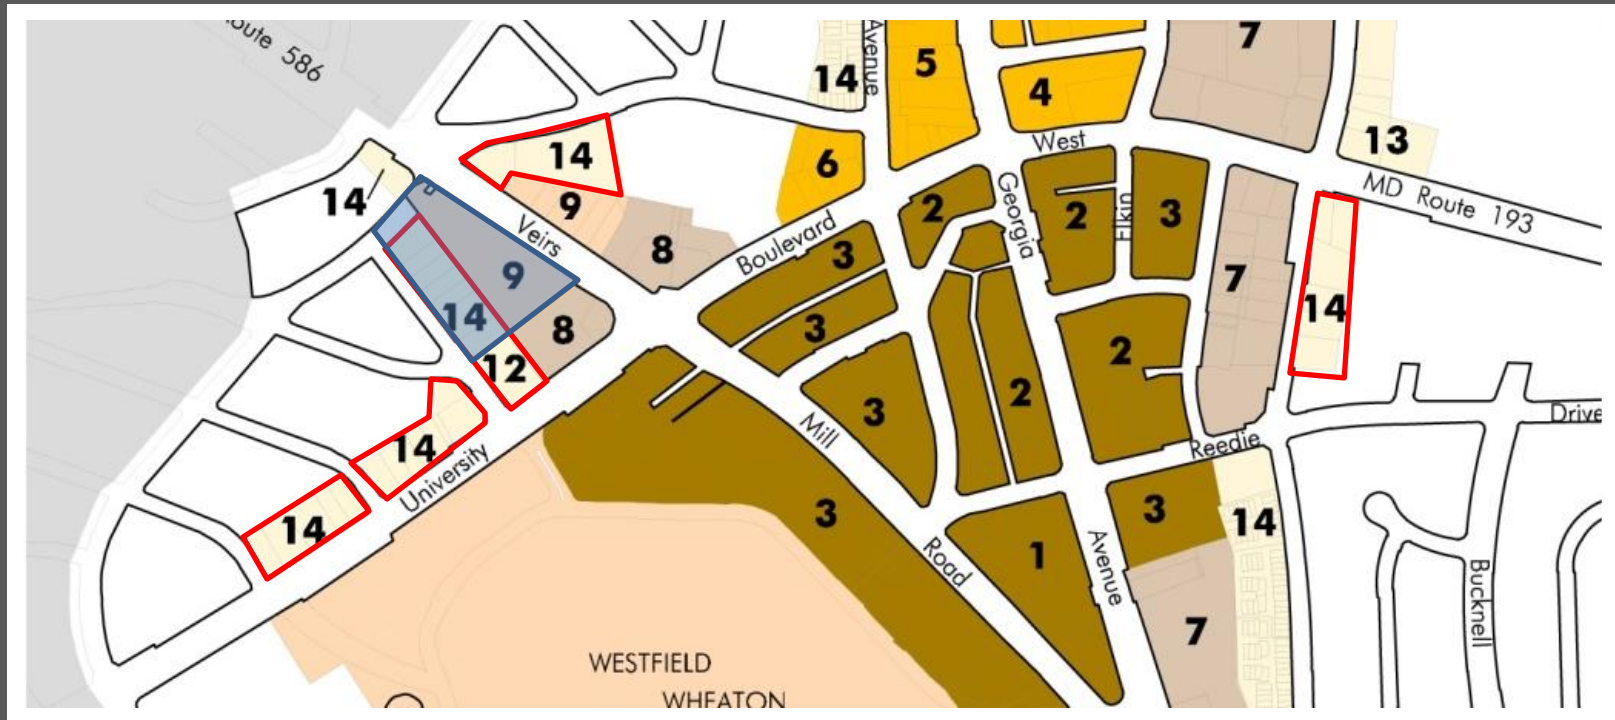 Route 586
Avenue
14
5
4
7
13
West
14
14
6
MD Route 193
9
Veirs
8
Boulevard
2
Georgia
2
Elkin
3
3
9
14
8
3
7
14
12
3
2
2
3
14
University
Mill
Reedie
Drive
14
3
Road
1
Avenue
3
14
Bucknell
7
WESTFIELD
WHEATON